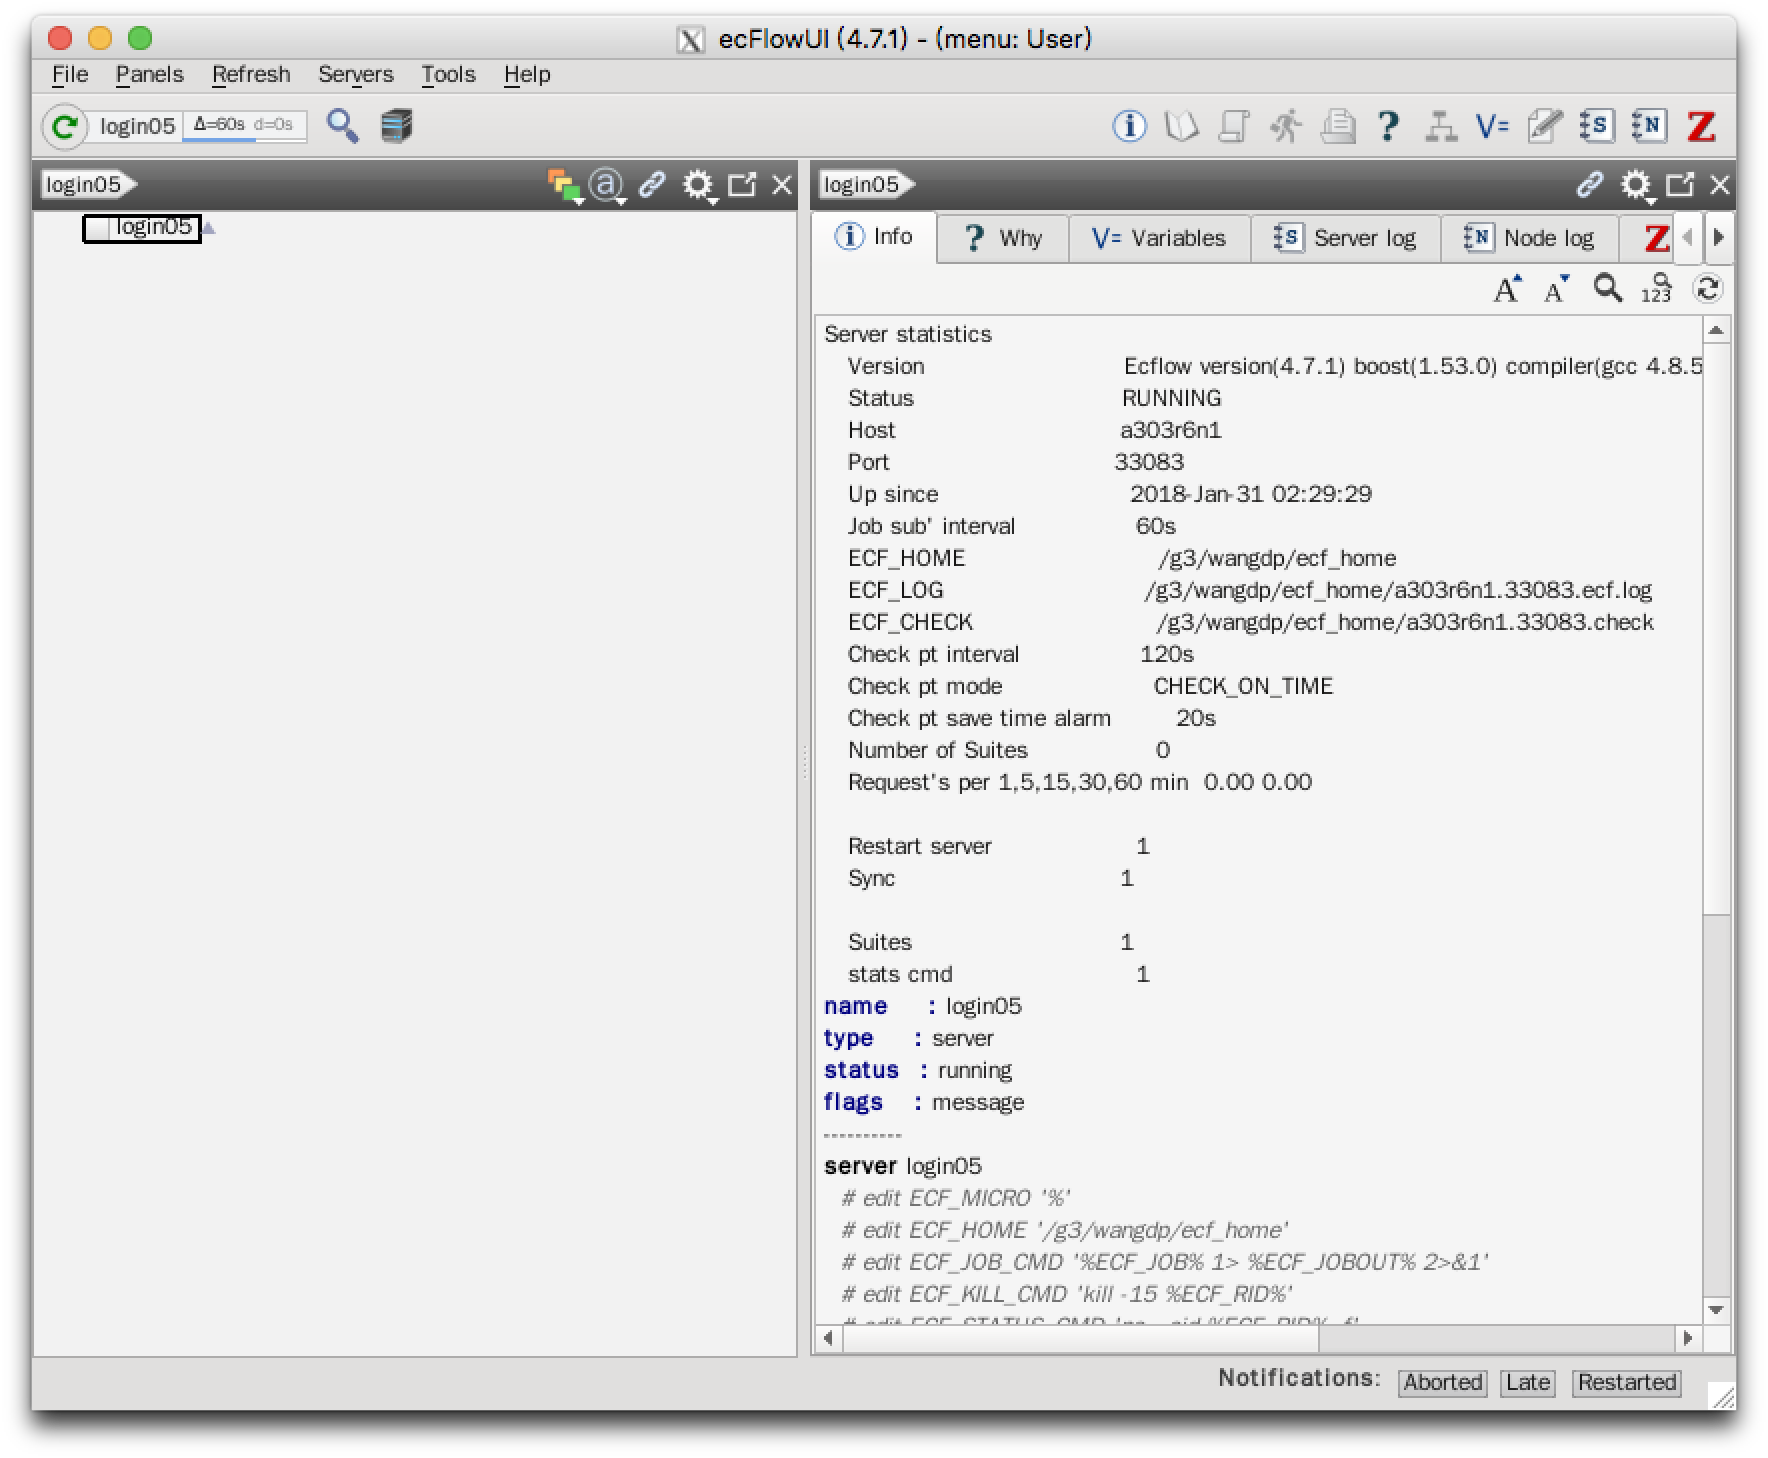 ecFlowUI (4.7.1) - (menu: User)
File Panels Refresh Servers Tools Help
login05 Δ=60s d=0s
? V= S N Z
login05
login05
login05
Info ? Why V= Variables S Server log N Node log Z
A A 123
Server statistics
Version Ecflow version(4.7.1) boost(1.53.0) compiler(gcc 4.8.5
Status RUNNING
Host a303r6n1
Port 33083
Up since 2018-Jan-31 02:29:29
Job sub' interval 60s
ECF_HOME /g3/wangdp/ecf_home
ECF_LOG /g3/wangdp/ecf_home/a303r6n1.33083.ecf.log
ECF_CHECK /g3/wangdp/ecf_home/a303r6n1.33083.check
Check pt interval 120s
Check pt mode CHECK_ON_TIME
Check pt save time alarm 20s
Number of Suites 0
Request's per 1,5,15,30,60 min 0.00 0.00
Restart server 1
Sync 1
Suites 1
stats cmd 1
name : login05
type : server
status : running
flags : message
----------
server login05
# edit ECF_MICRO '%'
# edit ECF_HOME '/g3/wangdp/ecf_home'
# edit ECF_JOB_CMD '%ECF_JOB% 1> %ECF_JOBOUT% 2>&1'
# edit ECF_KILL_CMD 'kill -15 %ECF_RID%'
Notifications: Aborted Late Restarted